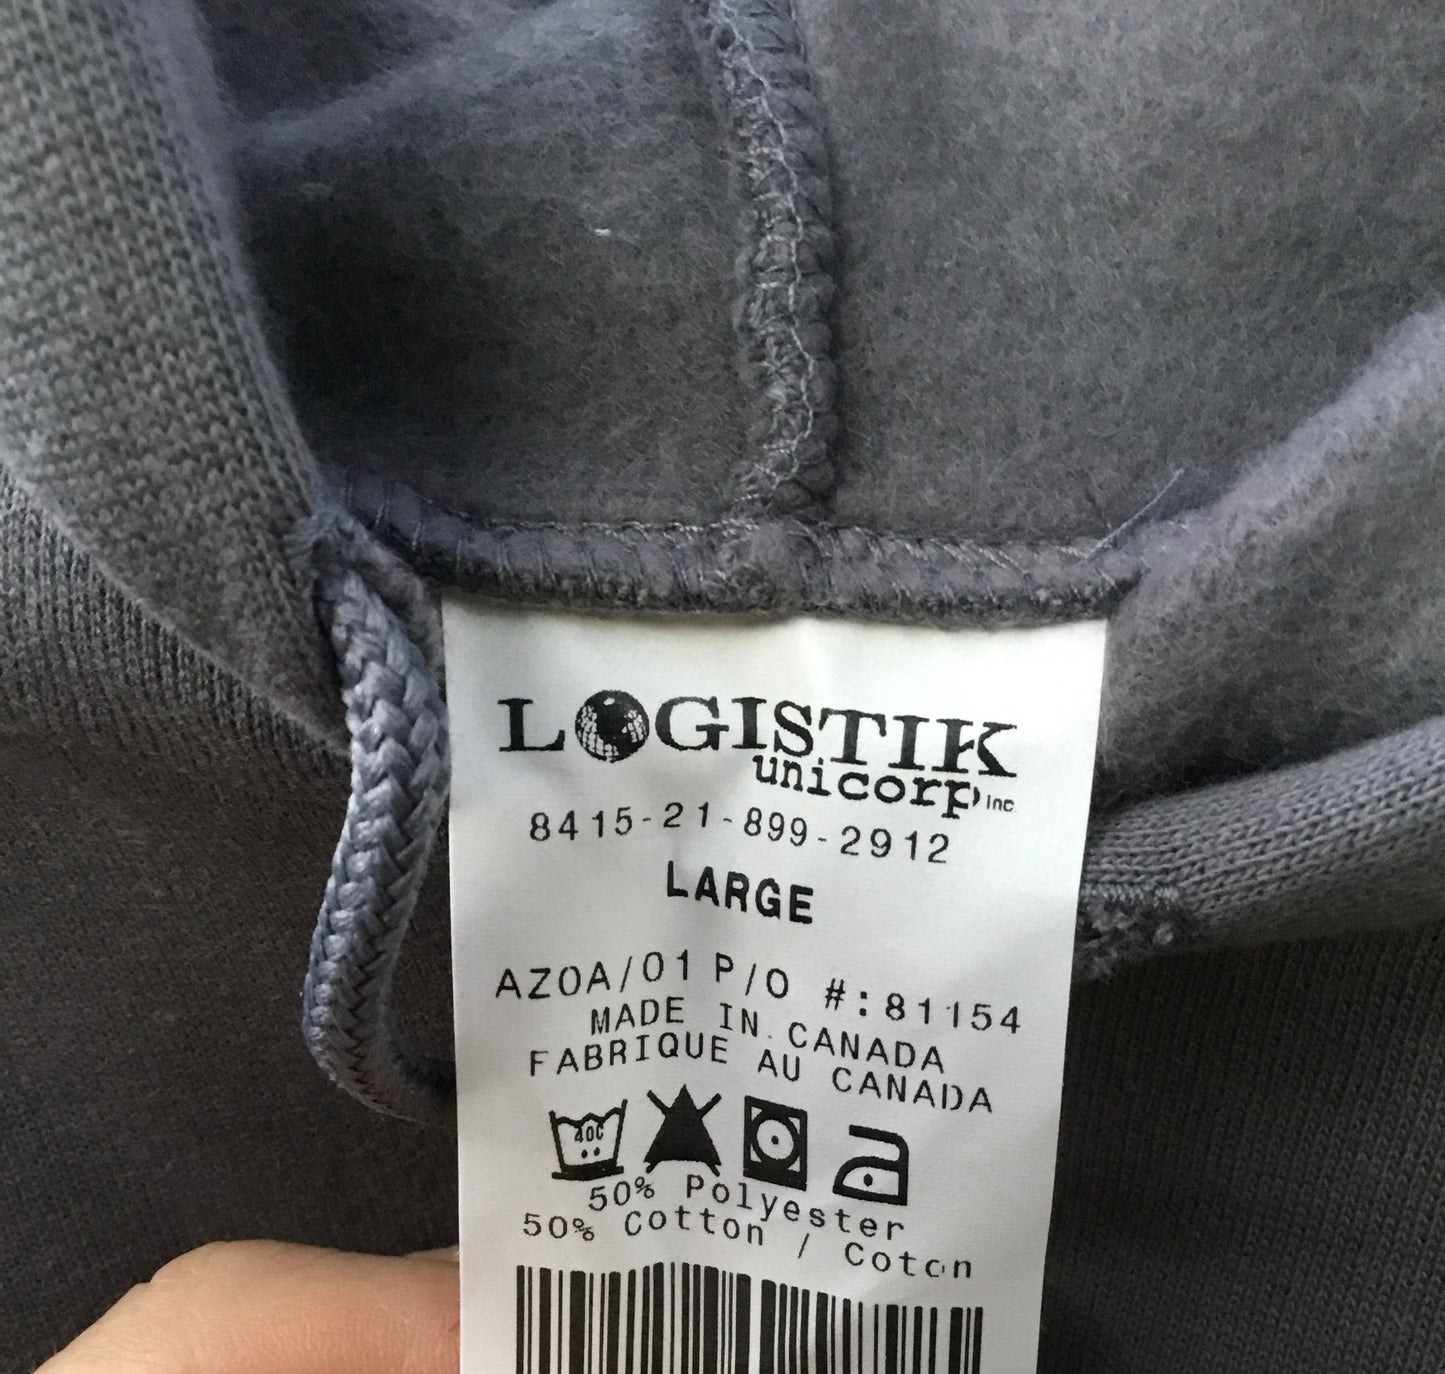 LOGISTIK
unicorp inc.
8415-21-899-2912
LARGE
AZOA/01 P/O #:81154
MADE IN CANADA
FABRIQUE AU CANADA
40C
50% Polyester
50% Cotton / Coton